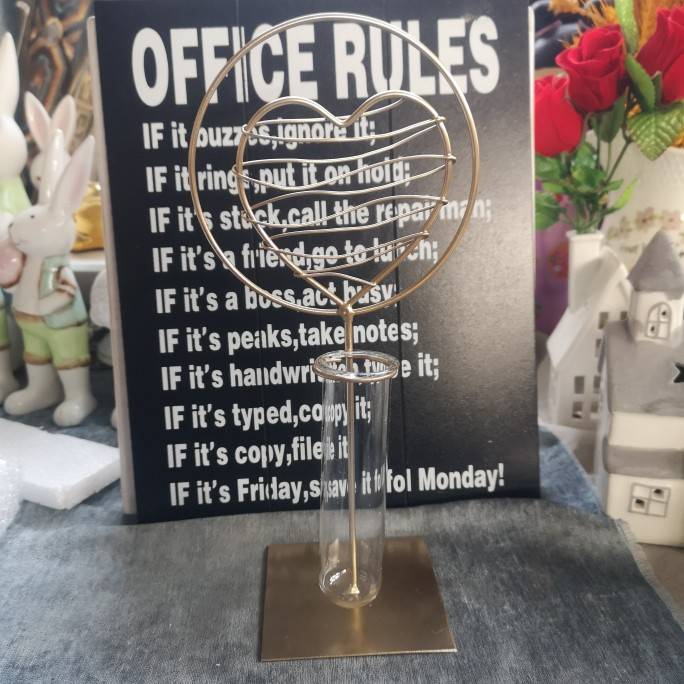 OFFICE RULES
IF it buzzes,ignore it;
IF it rings,put it on hold;
IF it's stuck,call the repairman;
IF it's a friend,go to lunch;
IF it's a boss,act busy;
IF it's peaks,take notes;
IF it's handwritten,type it;
IF it's typed,copy it;
IF it's copy,file it
IF it's Friday,save it fol Monday!